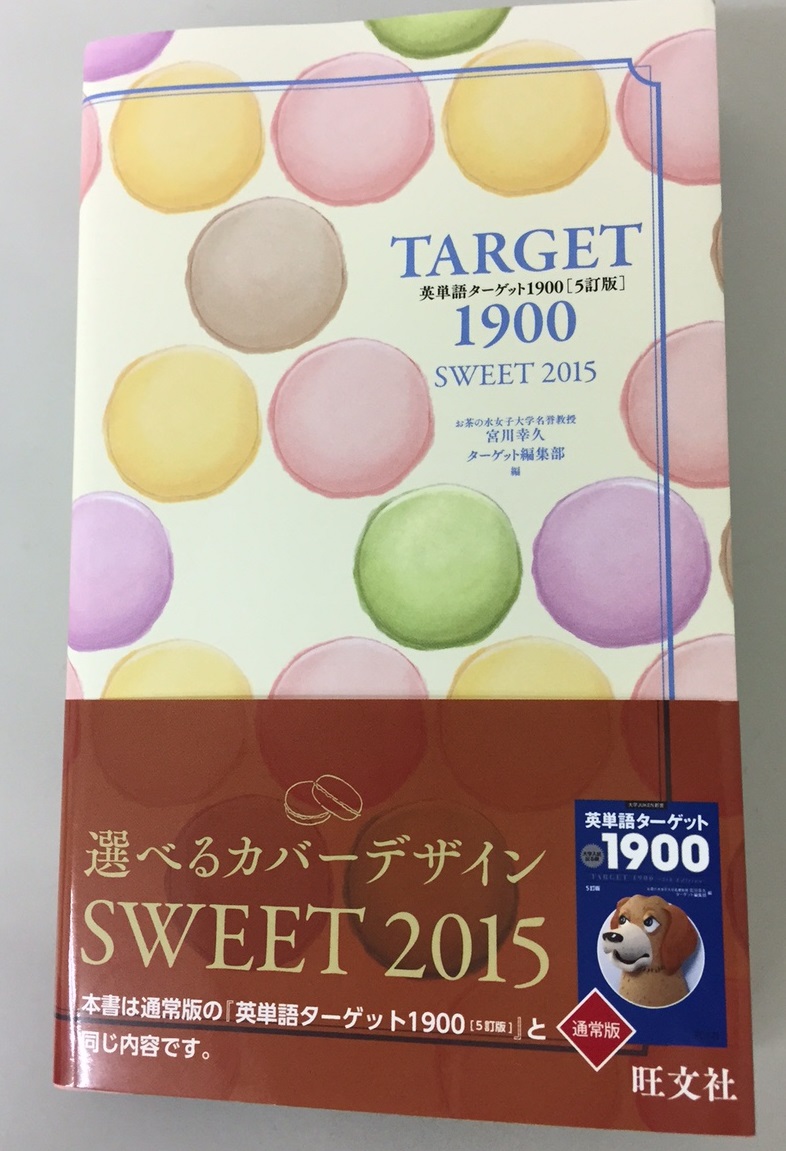 TARGET
英単語ターゲット1900[5訂版]
1900
SWEET 2015
お茶の水女子大学名誉教授
宮川幸久
ターゲット編集部
編
選べるカバーデザイン
SWEET 2015
本書は通常版の『英単語ターゲット1900[5訂版]』と
同じ内容です。
英単語ターゲット
1900
5訂版
通常版
旺文社